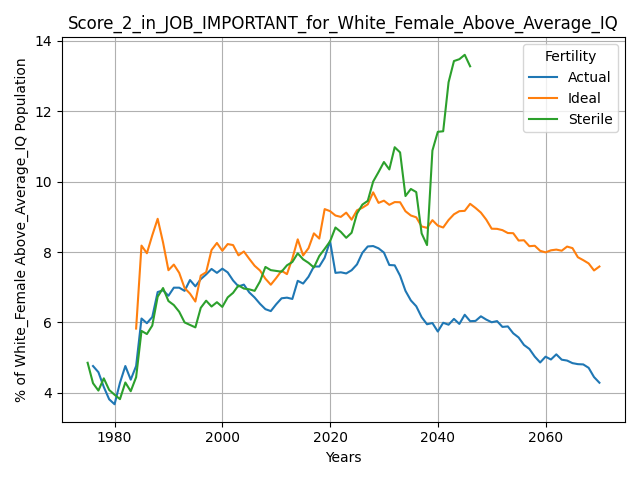 Score_2_in_JOB_IMPORTANT_for_White_Female_Above_Average_IQ
% of White_Female Above_Average_IQ Population
14
12
10
8
6
4
Fertility
Actual
Ideal
Sterile
1980
2000
2020
2040
2060
Years